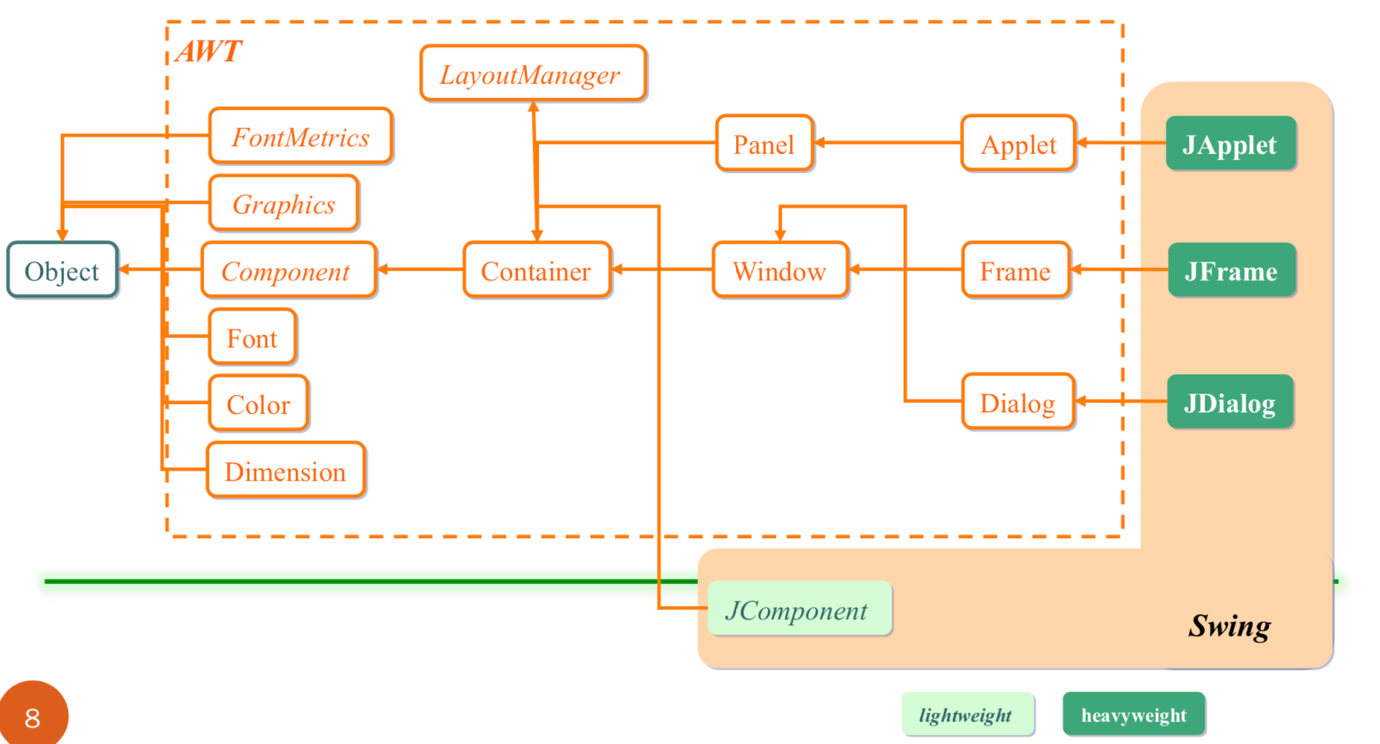 AWT
LayoutManager
FontMetrics
Panel
Applet
JApplet
Graphics
Object
Component
Container
Window
Frame
JFrame
Font
Color
Dialog
JDialog
Dimension
JComponent
Swing
8
lightweight
heavyweight